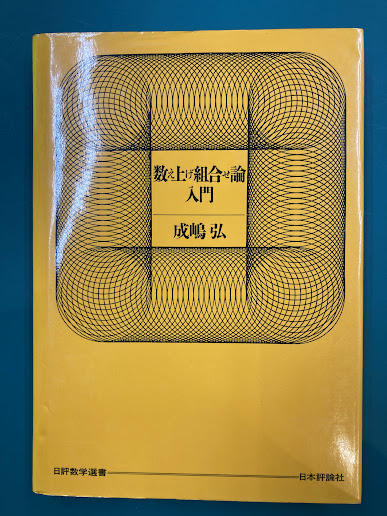 数え上げ組合せ論
入門
成嶋 弘
日評数学選書
日本評論社